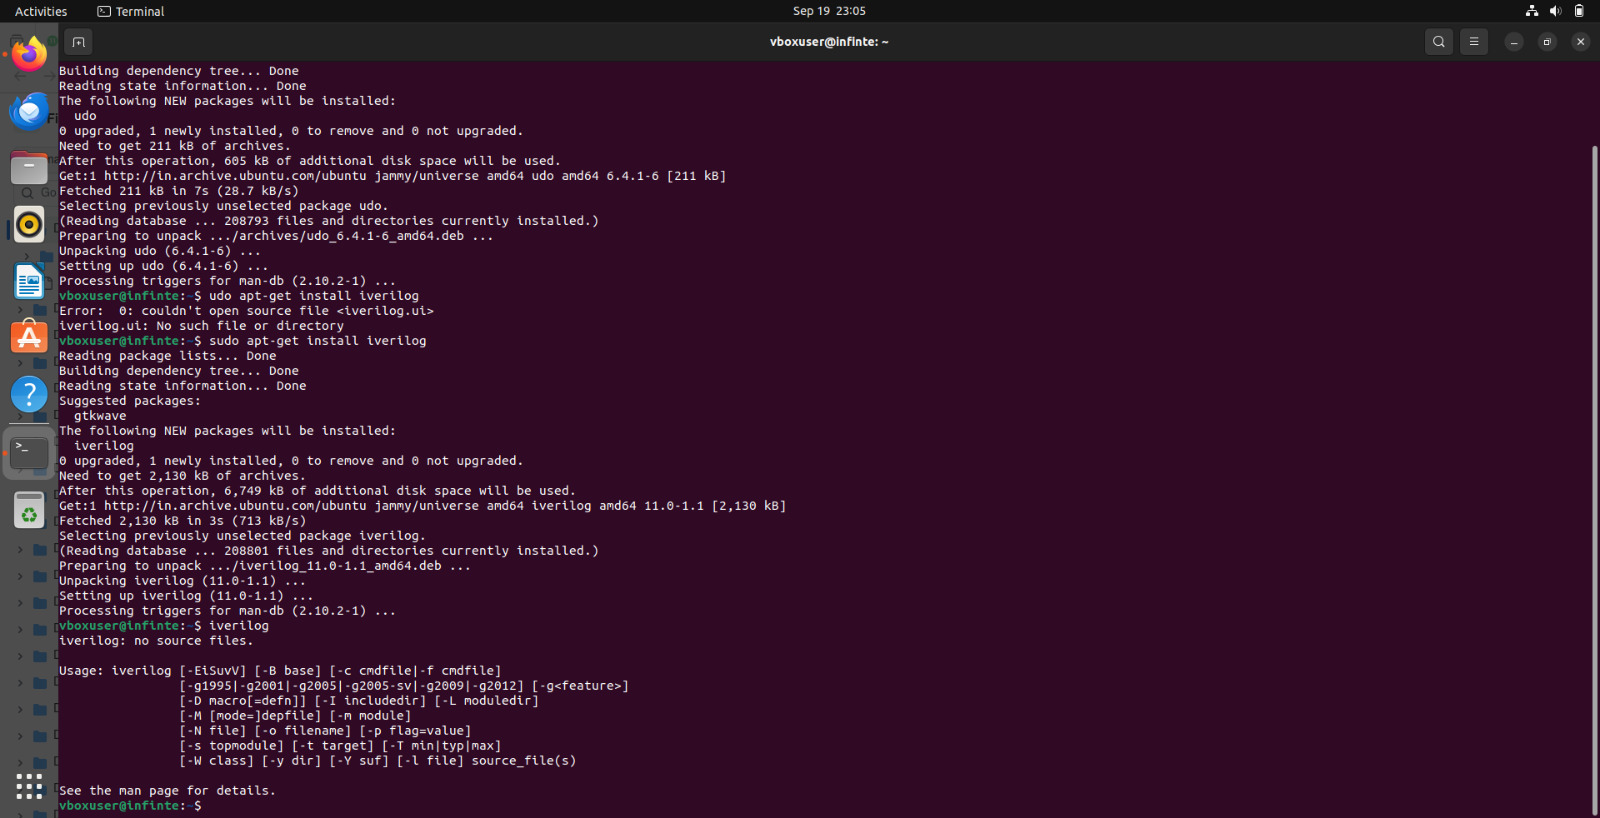 Activities
Terminal
Sep 19 23:05
vboxuser@infinte: ~
Building dependency tree... Done
Reading state information... Done
The following NEW packages will be installed:
  udo
0 upgraded, 1 newly installed, 0 to remove and 0 not upgraded.
Need to get 211 kB of archives.
After this operation, 605 kB of additional disk space will be used.
Get:1 http://in.archive.ubuntu.com/ubuntu jammy/universe amd64 udo amd64 6.4.1-6 [211 kB]
Fetched 211 kB in 7s (28.7 kB/s)
Selecting previously unselected package udo.
(Reading database ... 208793 files and directories currently installed.)
Preparing to unpack .../archives/udo_6.4.1-6_amd64.deb ...
Unpacking udo (6.4.1-6) ...
Setting up udo (6.4.1-6) ...
Processing triggers for man-db (2.10.2-1) ...
vboxuser@infinte:~$ udo apt-get install iverilog
Error:  0: couldn't open source file <iverilog.ui>
iverilog.ui: No such file or directory
vboxuser@infinte:~$ sudo apt-get install iverilog
Reading package lists... Done
Building dependency tree... Done
Reading state information... Done
Suggested packages:
  gtkwave
The following NEW packages will be installed:
  iverilog
0 upgraded, 1 newly installed, 0 to remove and 0 not upgraded.
Need to get 2,130 kB of archives.
After this operation, 6,749 kB of additional disk space will be used.
Get:1 http://in.archive.ubuntu.com/ubuntu jammy/universe amd64 iverilog amd64 11.0-1.1 [2,130 kB]
Fetched 2,130 kB in 3s (713 kB/s)
Selecting previously unselected package iverilog.
(Reading database ... 208801 files and directories currently installed.)
Preparing to unpack .../iverilog_11.0-1.1_amd64.deb ...
Unpacking iverilog (11.0-1.1) ...
Setting up iverilog (11.0-1.1) ...
Processing triggers for man-db (2.10.2-1) ...
vboxuser@infinte:~$ iverilog
iverilog: no source files.
Usage: iverilog [-EiSuvV] [-B base] [-c cmdfile|-f cmdfile]
                [-g1995|-g2001|-g2005|-g2005-sv|-g2009|-g2012] [-g<feature>]
                [-D macro[=defn]] [-I includedir] [-L moduledir]
                [-M [mode=]depfile] [-m module]
                [-N file] [-o filename] [-p flag=value]
                [-s topmodule] [-t target] [-T min|typ|max]
                [-W class] [-y dir] [-Y suf] [-l file] source_file(s)
See the man page for details.
vboxuser@infinte:~$